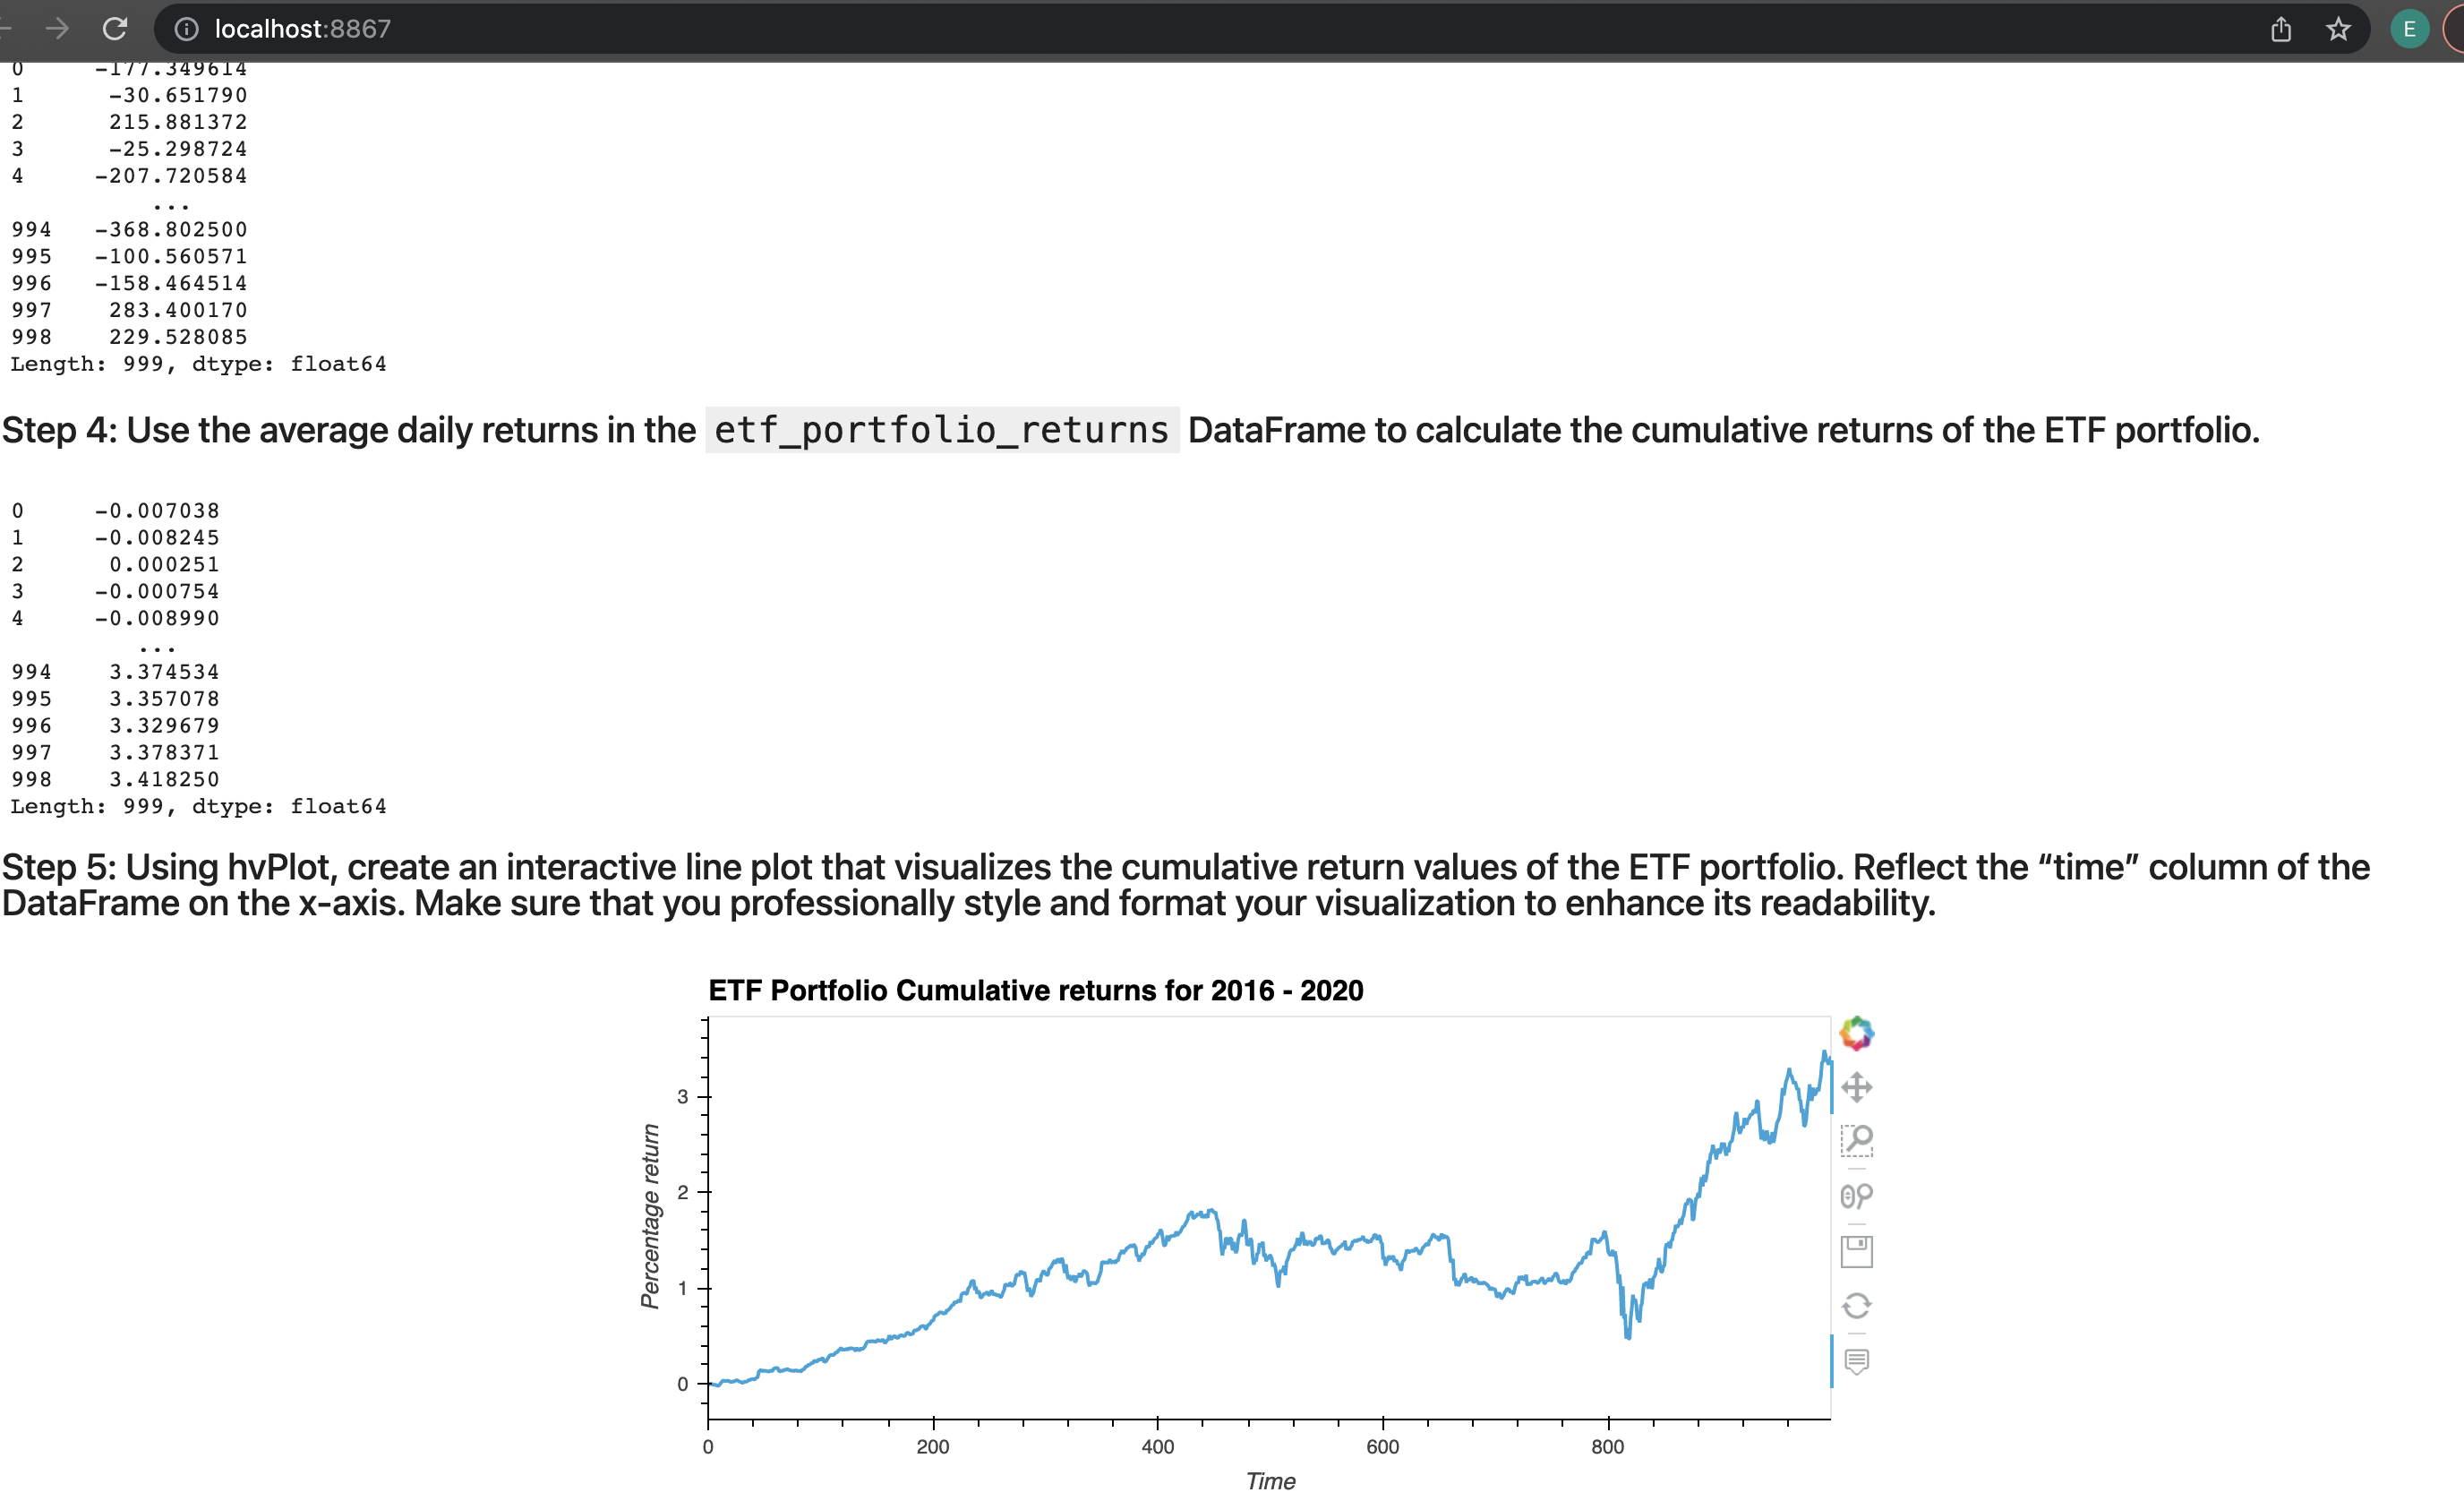 localhost:8867
E
0 -177.349614
1 -30.651790
2 215.881372
3 -25.298724
4 -207.720584
...
994 -368.802500
995 -100.560571
996 -158.464514
997 283.400170
998 229.528085
Length: 999, dtype: float64
Step 4: Use the average daily returns in the etf_portfolio_returns DataFrame to calculate the cumulative returns of the ETF portfolio.
0 -0.007038
1 -0.008245
2 0.000251
3 -0.000754
4 -0.008990
...
994 3.374534
995 3.357078
996 3.329679
997 3.378371
998 3.418250
Length: 999, dtype: float64
Step 5: Using hvPlot, create an interactive line plot that visualizes the cumulative return values of the ETF portfolio. Reflect the “time” column of the
DataFrame on the x-axis. Make sure that you professionally style and format your visualization to enhance its readability.
ETF Portfolio Cumulative returns for 2016 - 2020
Percentage return
3
2
1
0
0 200 400 600 800
Time